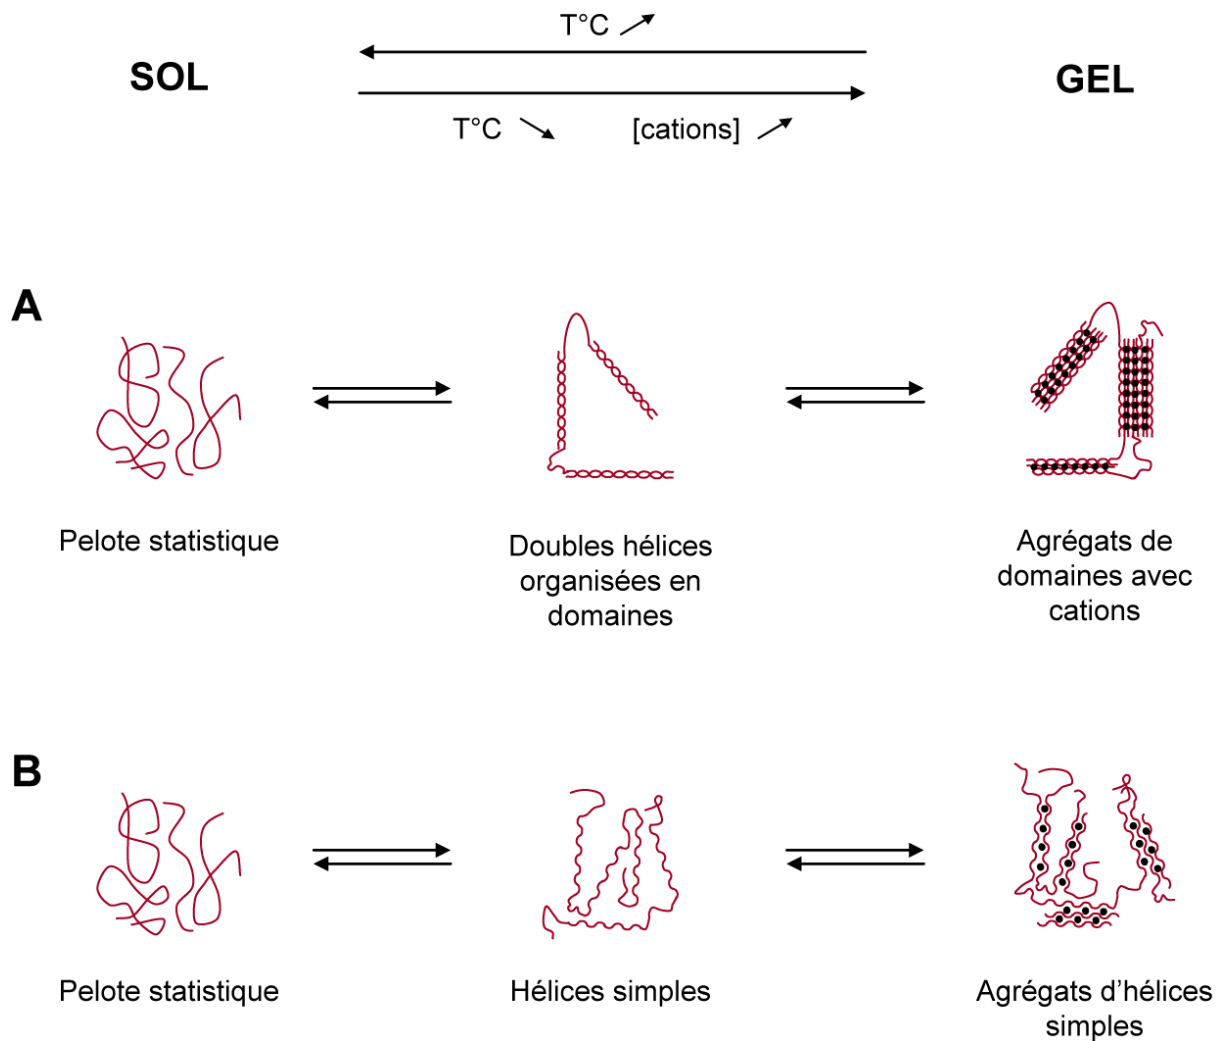 T°C
SOL
GEL
T°C [cations]
A
Pelote statistique
Doubles hélices
organisées en
domaines
Agrégats de
domaines avec
cations
B
Pelote statistique
Hélices simples
Agrégats d’hélices
simples